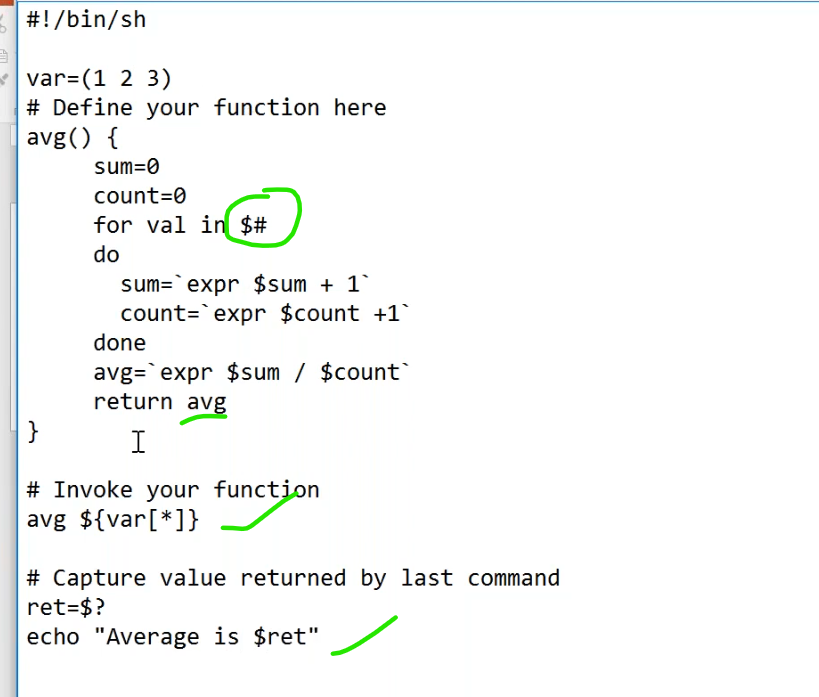 #!/bin/sh
var=(1 2 3)
# Define your function here
avg() {
sum=0
count=0
for val in $#
do
sum=`expr $sum + 1`
count=`expr $count +1`
done
avg=`expr $sum / $count`
return avg
}
# Invoke your function
avg ${var[*]}
# Capture value returned by last command
ret=$?
echo "Average is $ret"